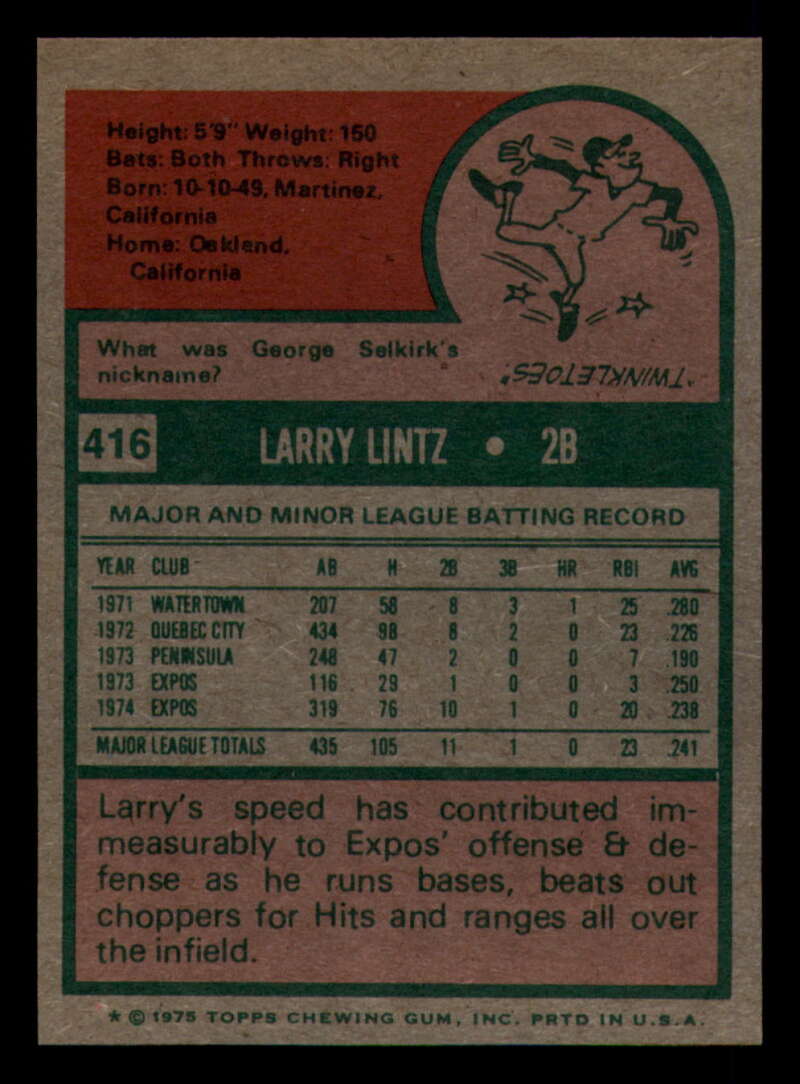 Height: 5'9" Weight: 150
Bats: Both Throws: Right
Born: 10-10-49, Martinez,
California
Home: Oakland,
California
What was George Selkirk's
nickname?
"TWINKLETOES".
416 LARRY LINTZ • 2B
MAJOR AND MINOR LEAGUE BATTING RECORD
YEAR CLUB AB H 2B 3B HR RBI AVG
1971 WATERTOWN 207 58 8 3 1 25 .280
1972 QUEBEC CITY 434 98 8 2 0 23 .226
1973 PENINSULA 248 47 2 0 0 7 .190
1973 EXPOS 116 29 1 0 0 3 .250
1974 EXPOS 319 76 10 1 0 20 .238
MAJOR LEAGUE TOTALS 435 105 11 1 0 23 .241
Larry's speed has contributed im-
measurably to Expos' offense & de-
fense as he runs bases, beats out
choppers for Hits and ranges all over
the infield.
* © 1975 TOPPS CHEWING GUM, INC. PRTD IN U.S.A.